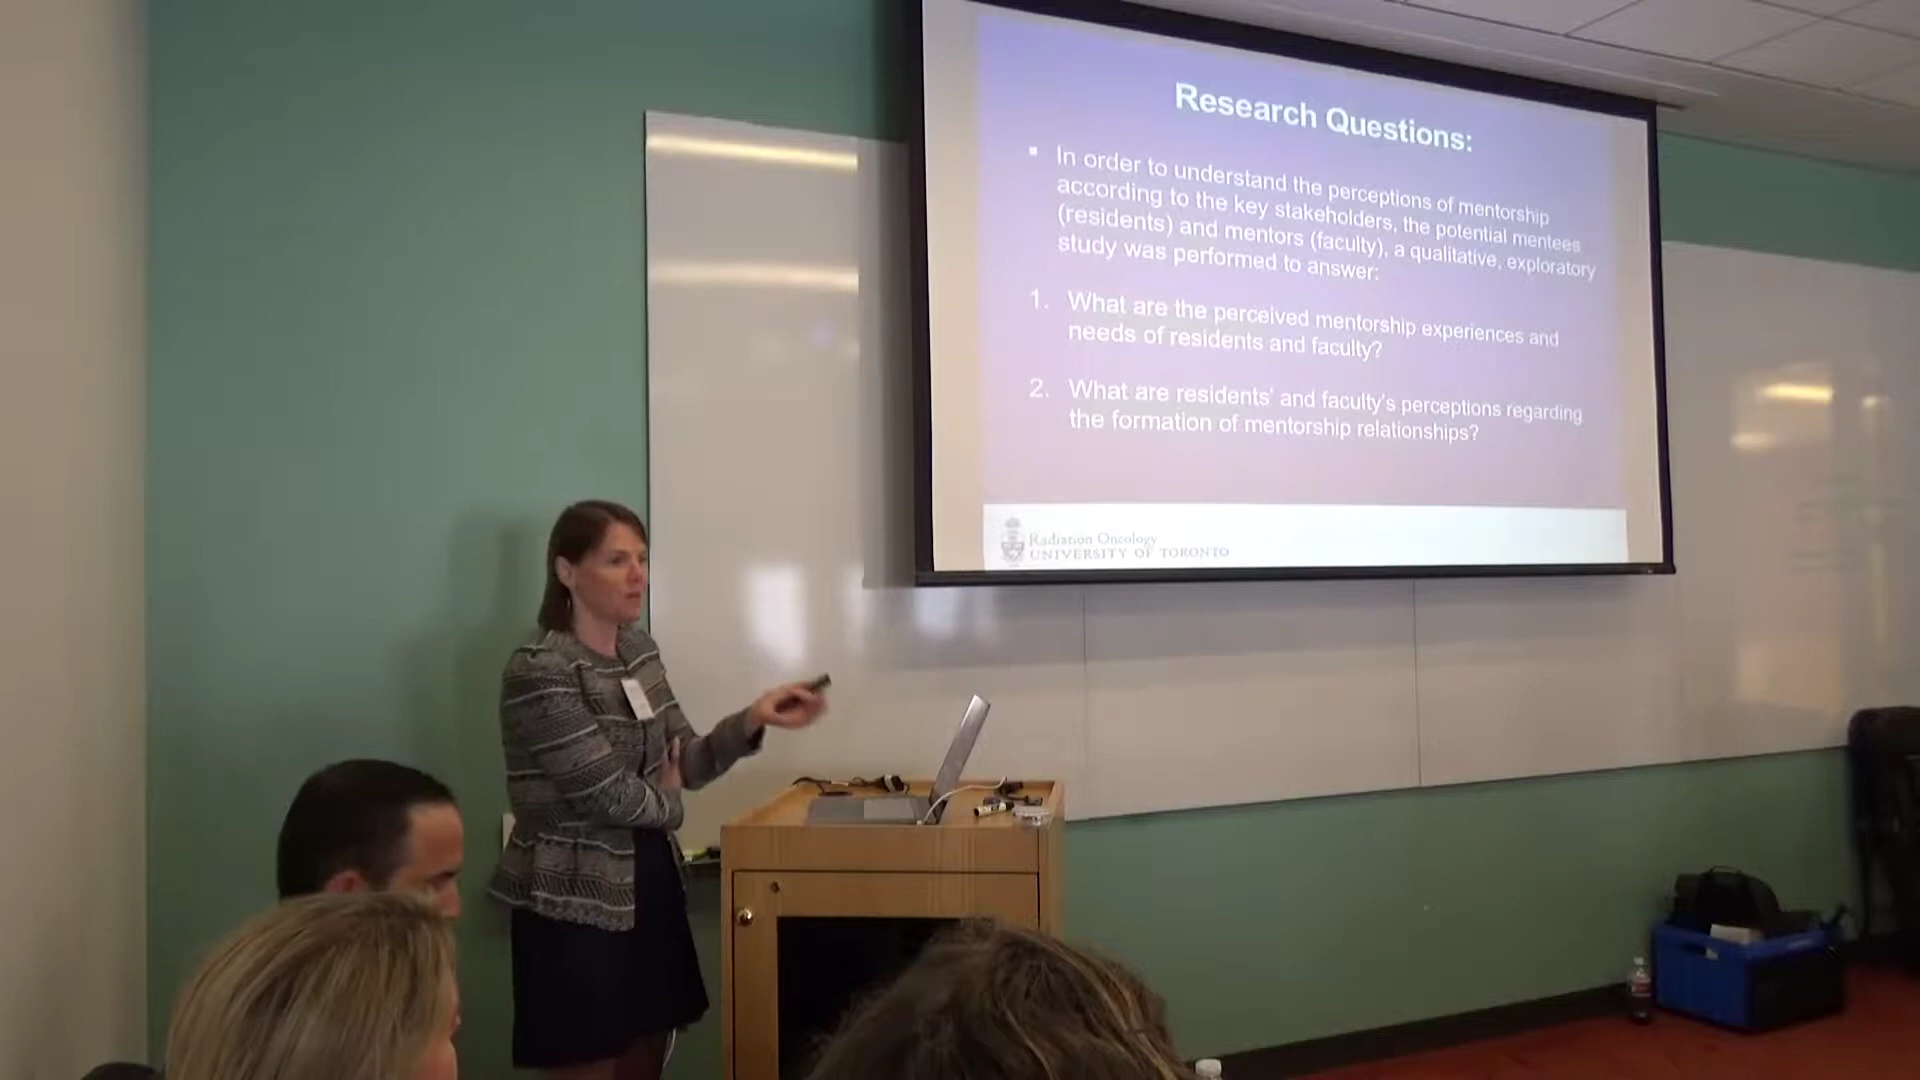 Research Questions:
▪ In order to understand the perceptions of mentorship
according to the key stakeholders, the potential mentees
(residents) and mentors (faculty), a qualitative, exploratory
study was performed to answer:
1. What are the perceived mentorship experiences and
needs of residents and faculty?
2. What are residents' and faculty's perceptions regarding
the formation of mentorship relationships?
Radiation Oncology
UNIVERSITY OF TORONTO